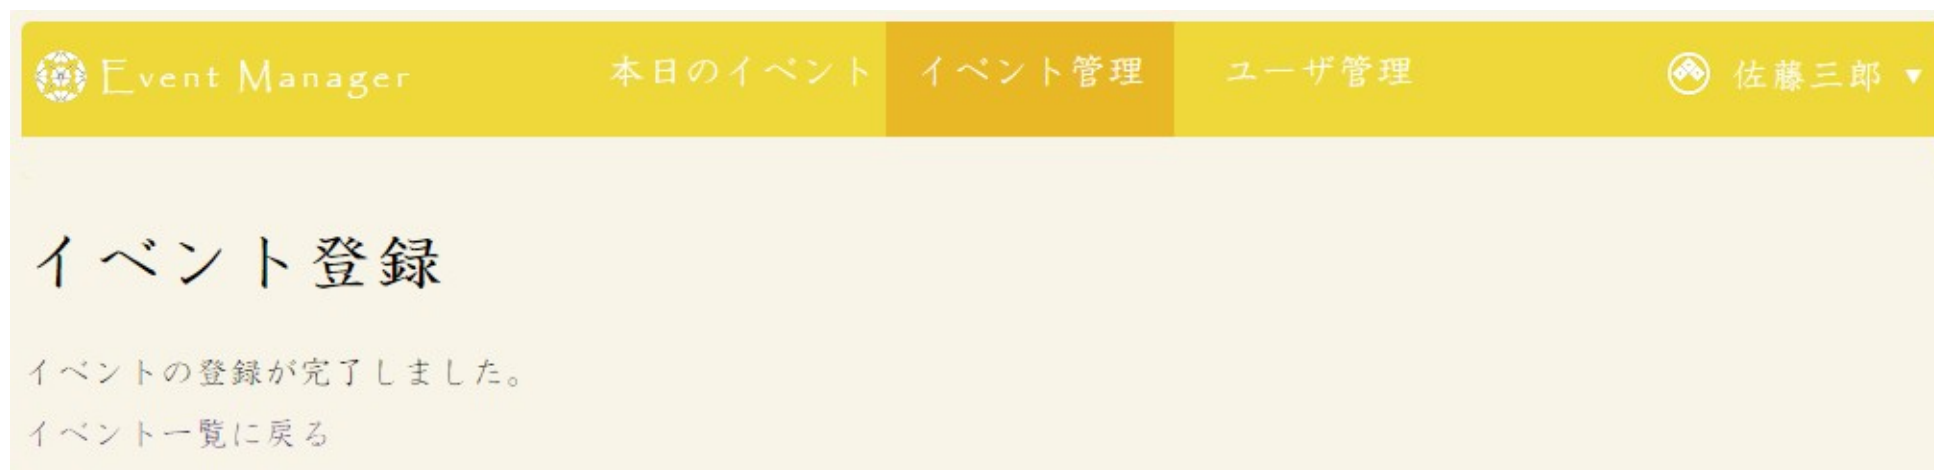 Event Manager 本日のイベント イベント管理 ユーザ管理 佐藤三郎 ▼
イベント登録
イベントの登録が完了しました。
イベント一覧に戻る